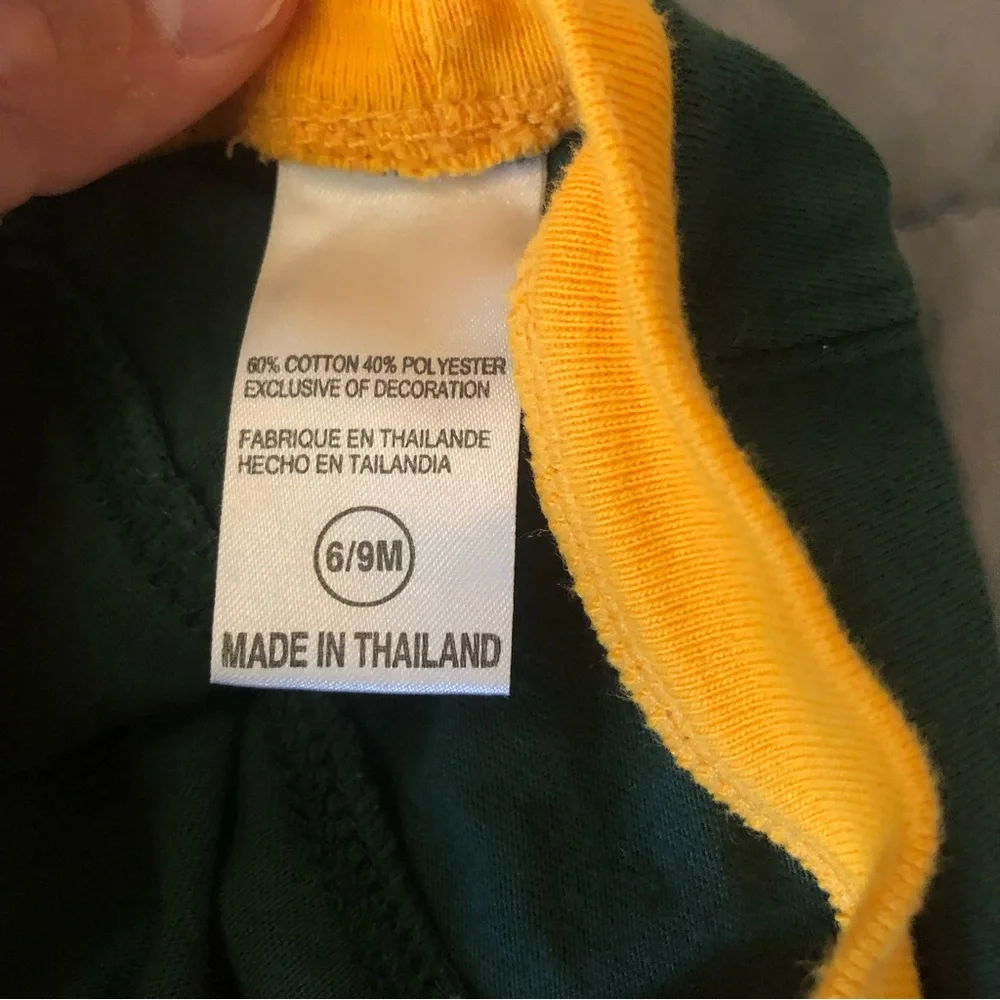 60% COTTON 40% POLYESTER
EXCLUSIVE OF DECORATION
FABRIQUE EN THAILANDE
HECHO EN TAILANDIA
6/9M
MADE IN THAILAND